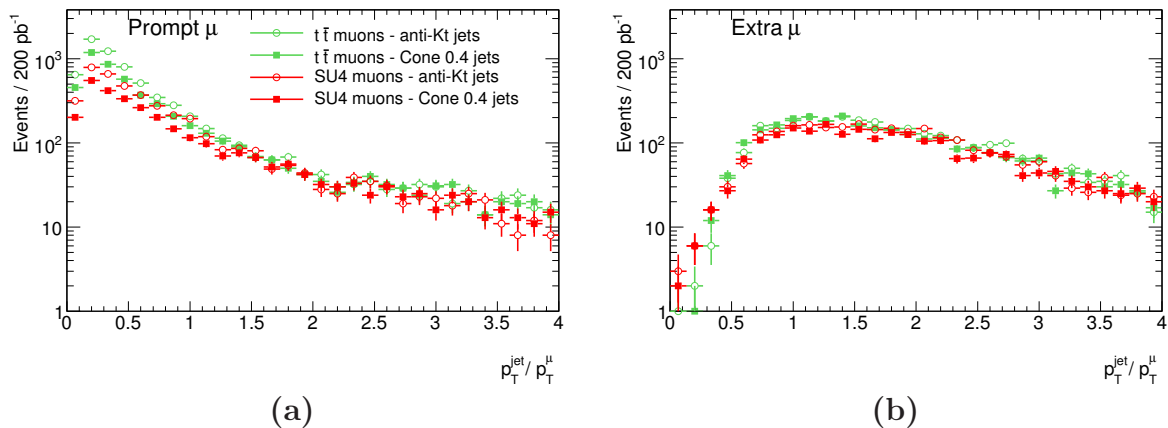 Events / 200 pb⁻¹
Prompt μ
t t̄ muons - anti-Kt jets
t t̄ muons - Cone 0.4 jets
SU4 muons - anti-Kt jets
SU4 muons - Cone 0.4 jets
10³
10²
10
1
0 0.5 1 1.5 2 2.5 3 3.5 4
p_T^jet / p_T^μ
(a)
Events / 200 pb⁻¹
Extra μ
10³
10²
10
1
0 0.5 1 1.5 2 2.5 3 3.5 4
p_T^jet / p_T^μ
(b)